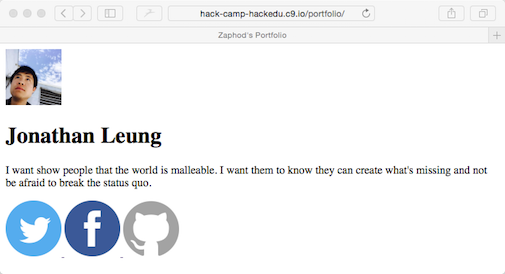 hack-camp-hackedu.c9.io/portfolio/
Zaphod's Portfolio
Jonathan Leung
I want show people that the world is malleable. I want them to know they can create what's missing and not
be afraid to break the status quo.